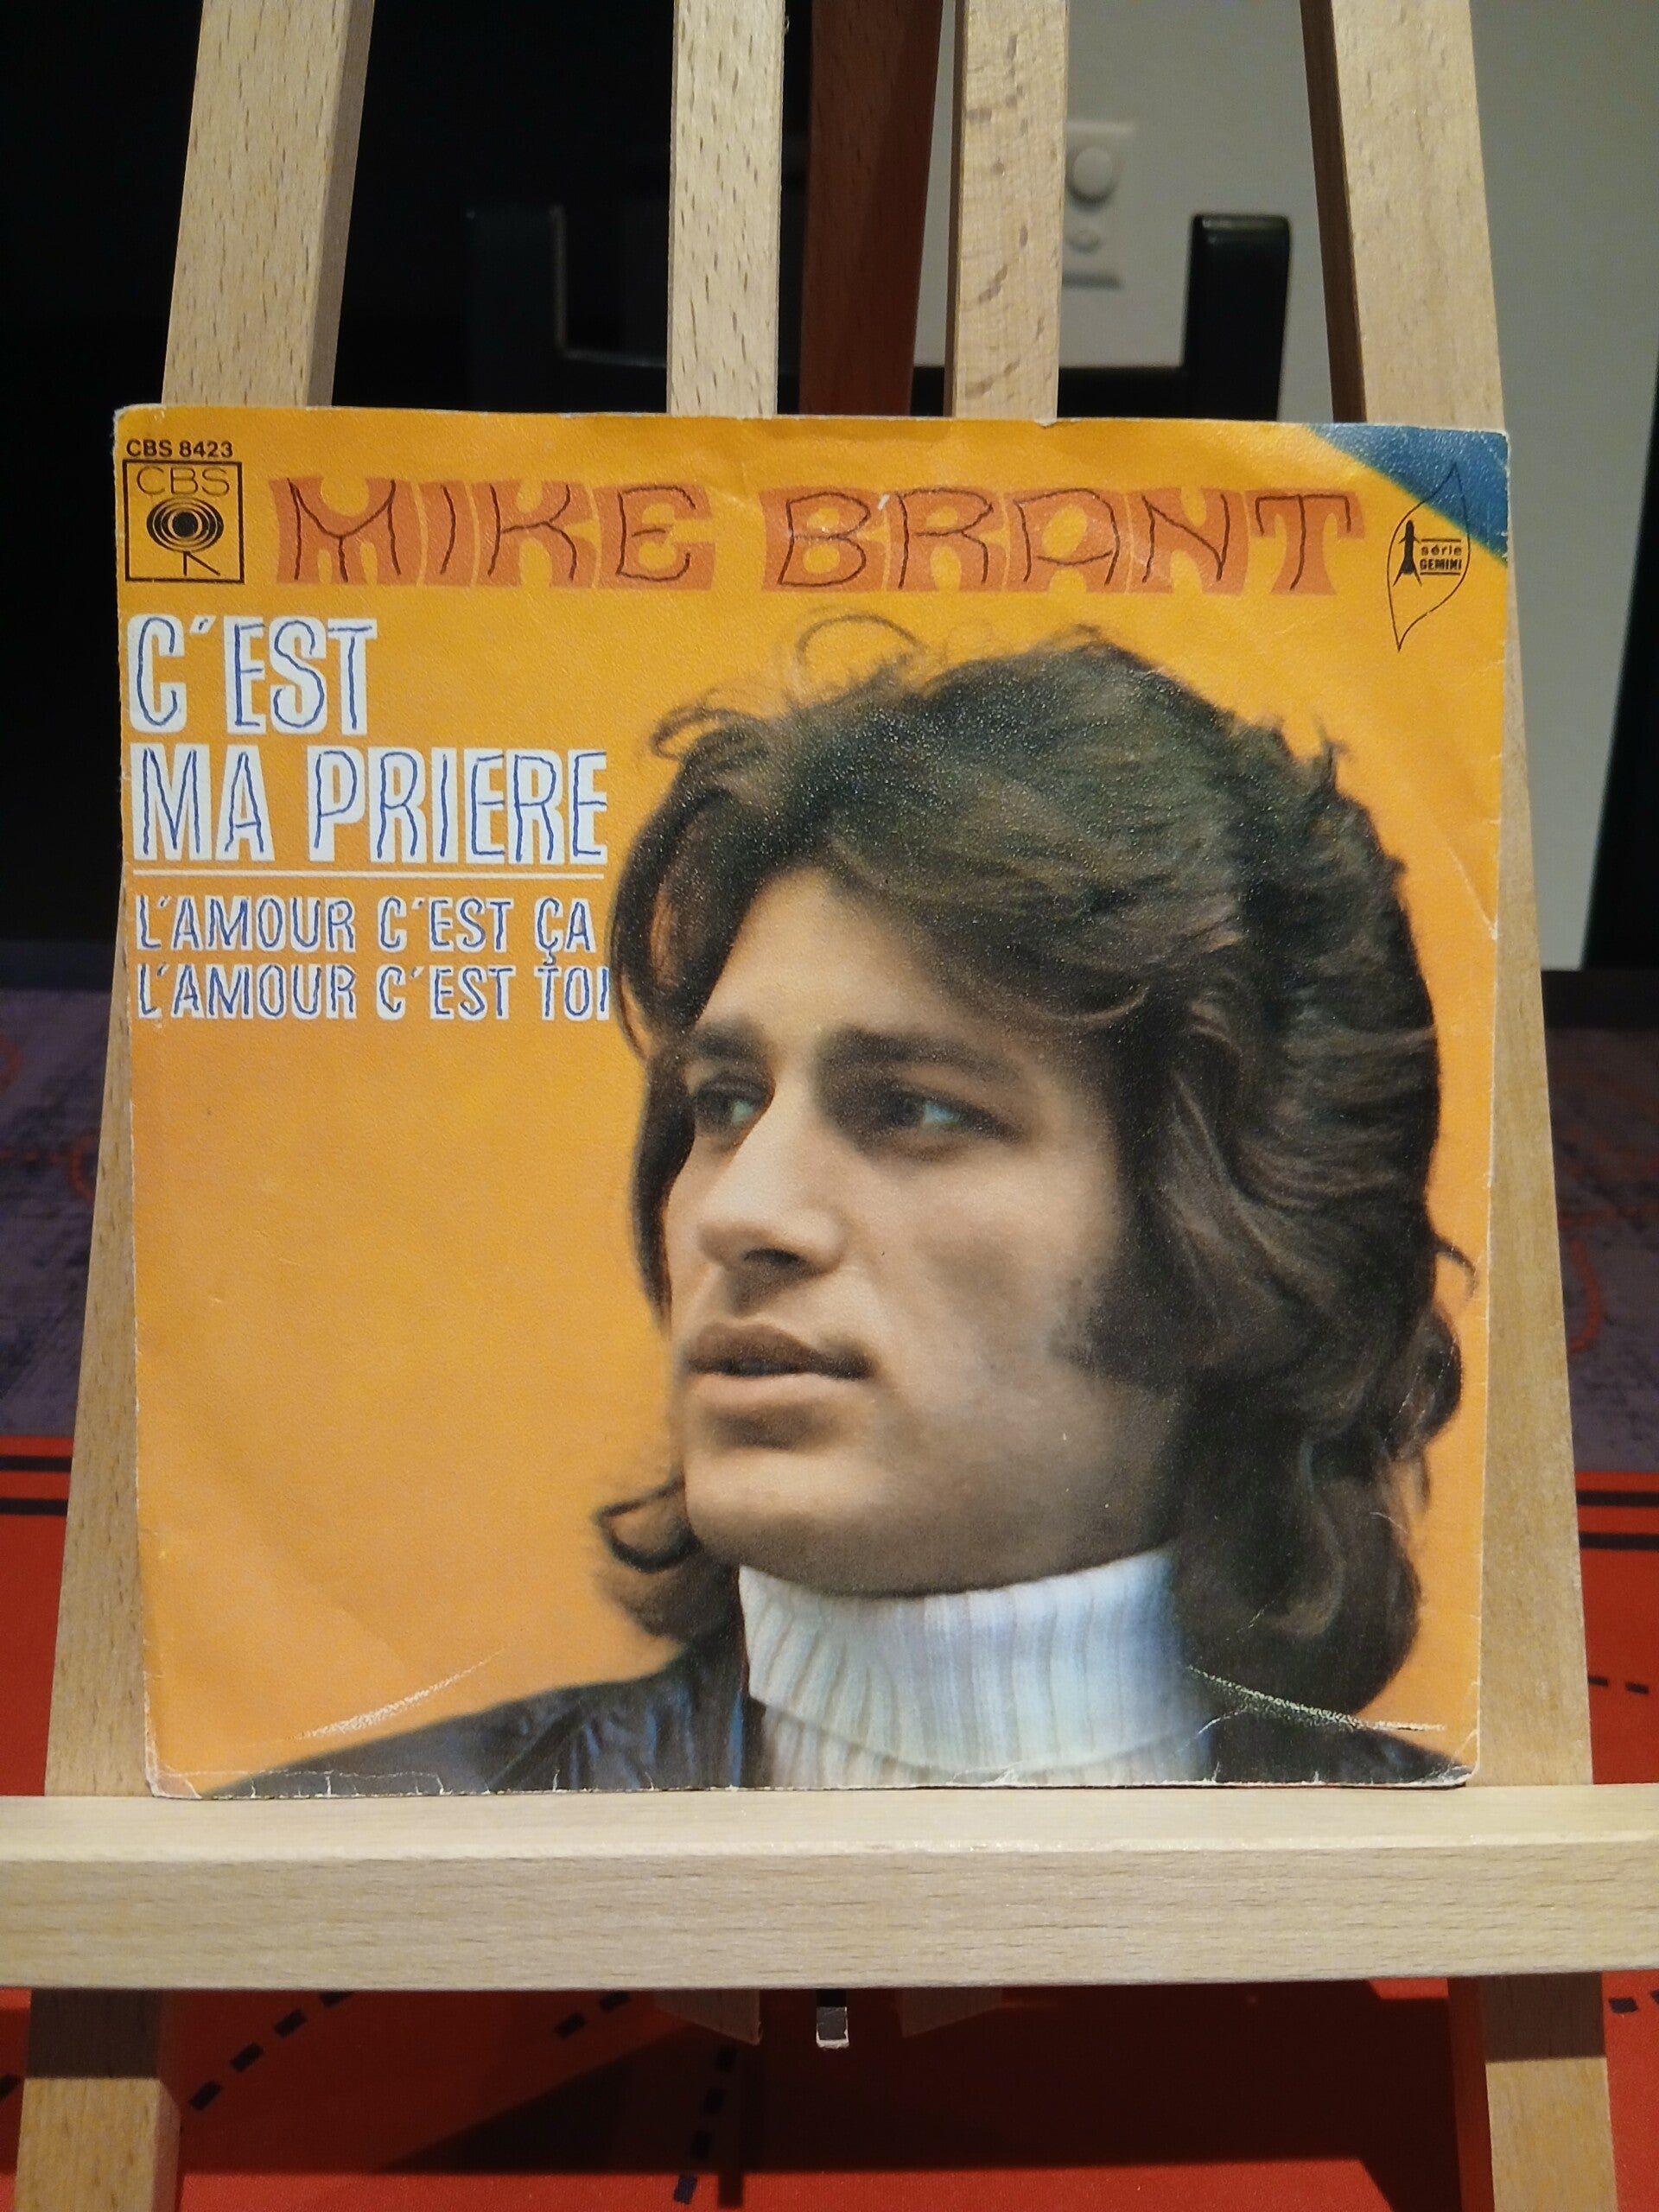 CBS 8423
CBS
MIKE BRANT
série
GEMINI
C'EST
MA PRIERE
L'AMOUR C'EST ÇA
L'AMOUR C'EST TOI